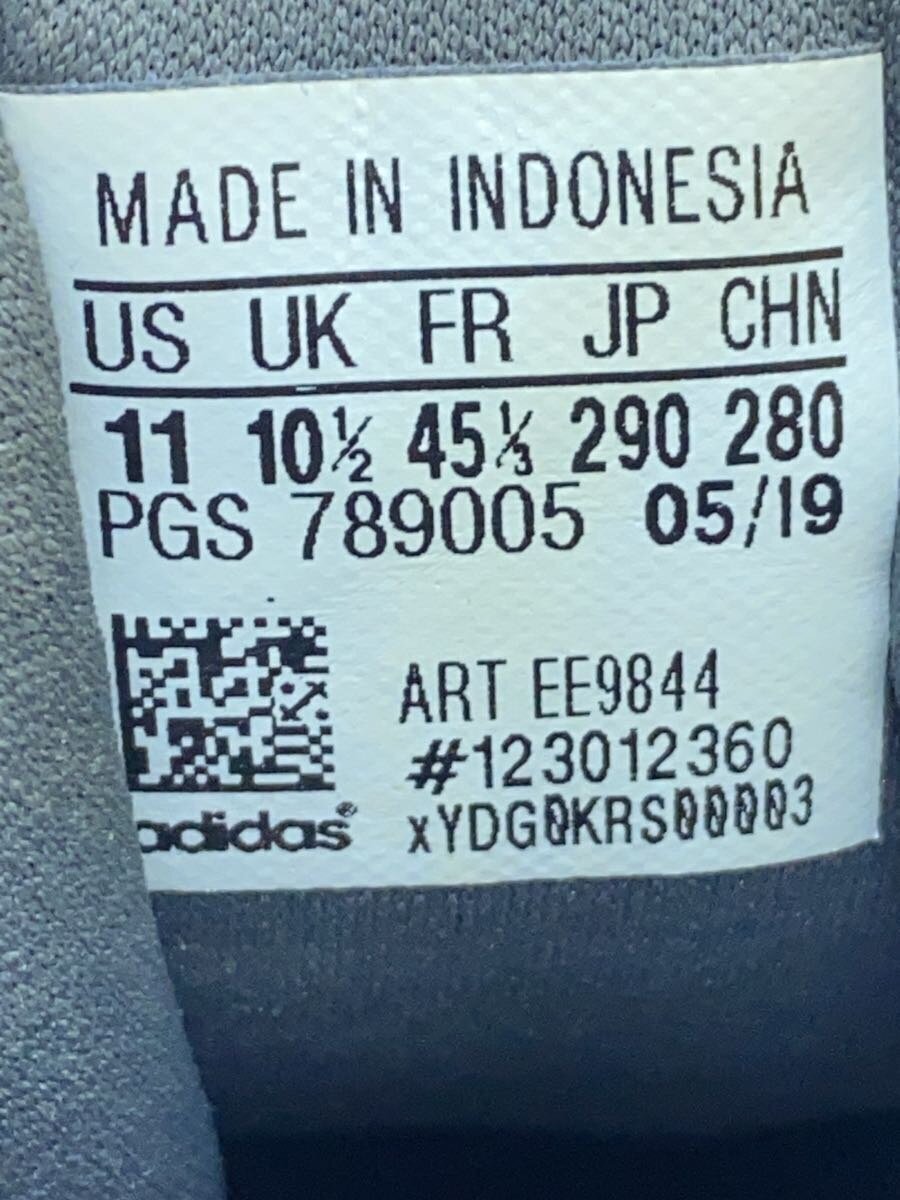 MADE IN INDONESIA
US UK FR JP CHN
11 10½ 45⅓ 290 280
PGS 789005 05/19
ART EE9844
#123012360
xYDG0KRS00003
adidas®